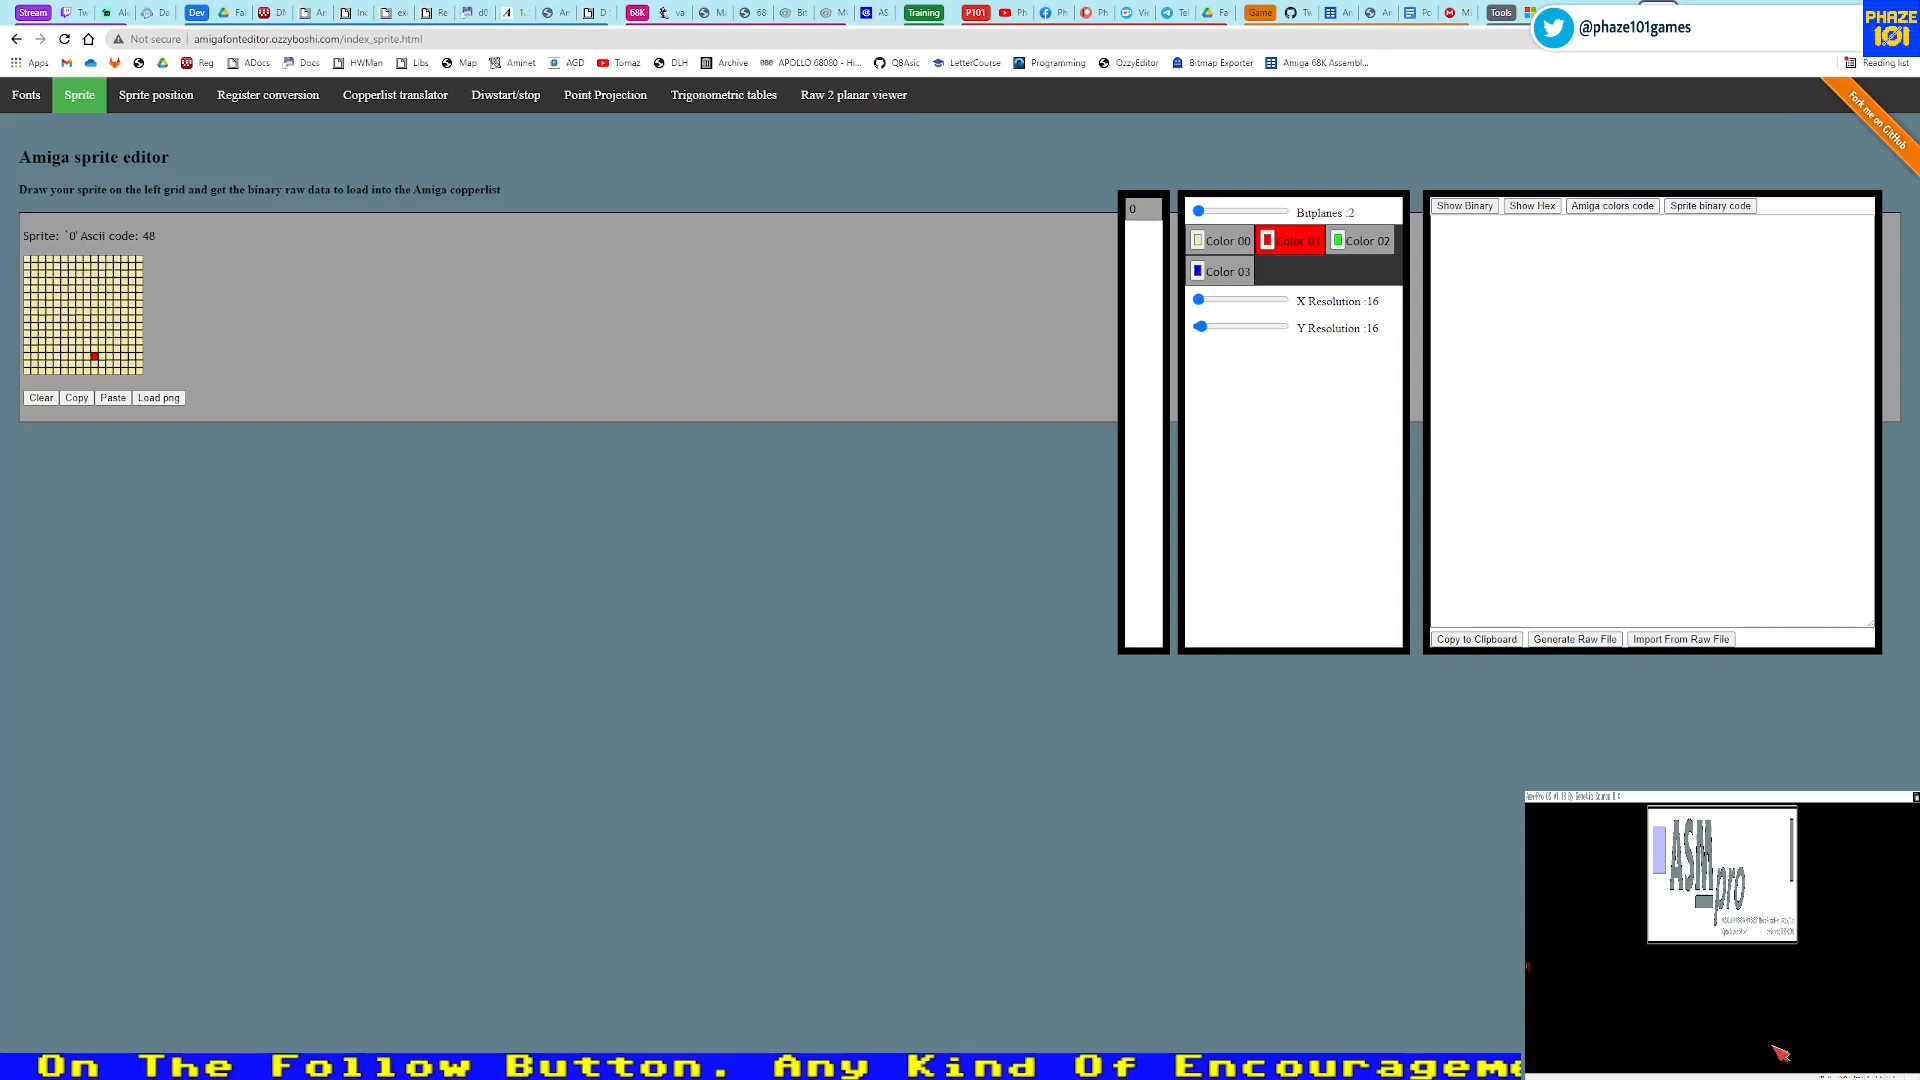 Stream Tw Dev Fai 68K Training P101 Game Tools
@phaze101games
PHAZE 101
Not secure amigafonteditor.ozzyboshi.com/index_sprite.html
Apps Reg ADocs Docs HWMan Libs Map Aminet AGD Tomaz DLH Archive APOLLO 68080 - Hi... QBAsic LetterCourse Programming OzzyEditor Bitmap Exporter Amiga 68K Assembl... Reading list
Fonts Sprite Sprite position Register conversion Copperlist translator Diwstart/stop Point Projection Trigonometric tables Raw 2 planar viewer
Fork me on GitHub
Amiga sprite editor
Draw your sprite on the left grid and get the binary raw data to load into the Amiga copperlist
Sprite: `0' Ascii code: 48
Clear Copy Paste Load png
0
Bitplanes :2
Color 00 Color 01 Color 02
Color 03
X Resolution :16
Y Resolution :16
Show Binary Show Hex Amiga colors code Sprite binary code
Copy to Clipboard Generate Raw File Import From Raw File
ASM pro
On The Follow Button. Any Kind Of Encourageme